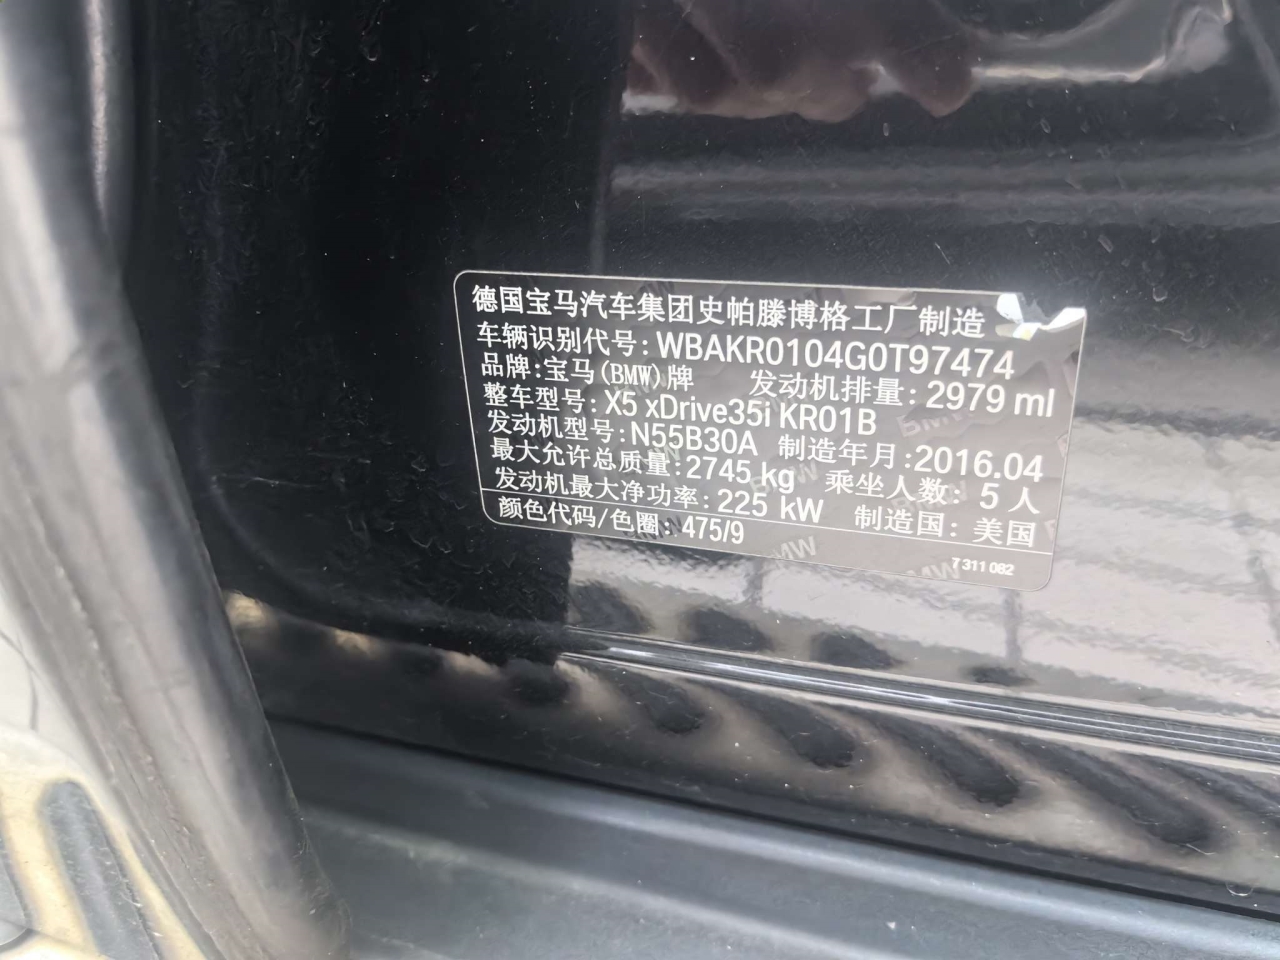 德国宝马汽车集团史帕滕博格工厂制造
车辆识别代号: WBAKR0104G0T97474
品牌: 宝马(BMW)牌 发动机排量: 2979 ml
整车型号: X5 xDrive35i KR01B
发动机型号: N55B30A 制造年月: 2016.04
最大允许总质量: 2745 kg 乘坐人数: 5 人
发动机最大净功率: 225 kW 制造国: 美国
颜色代码/色圈: 475/9
7 311 082